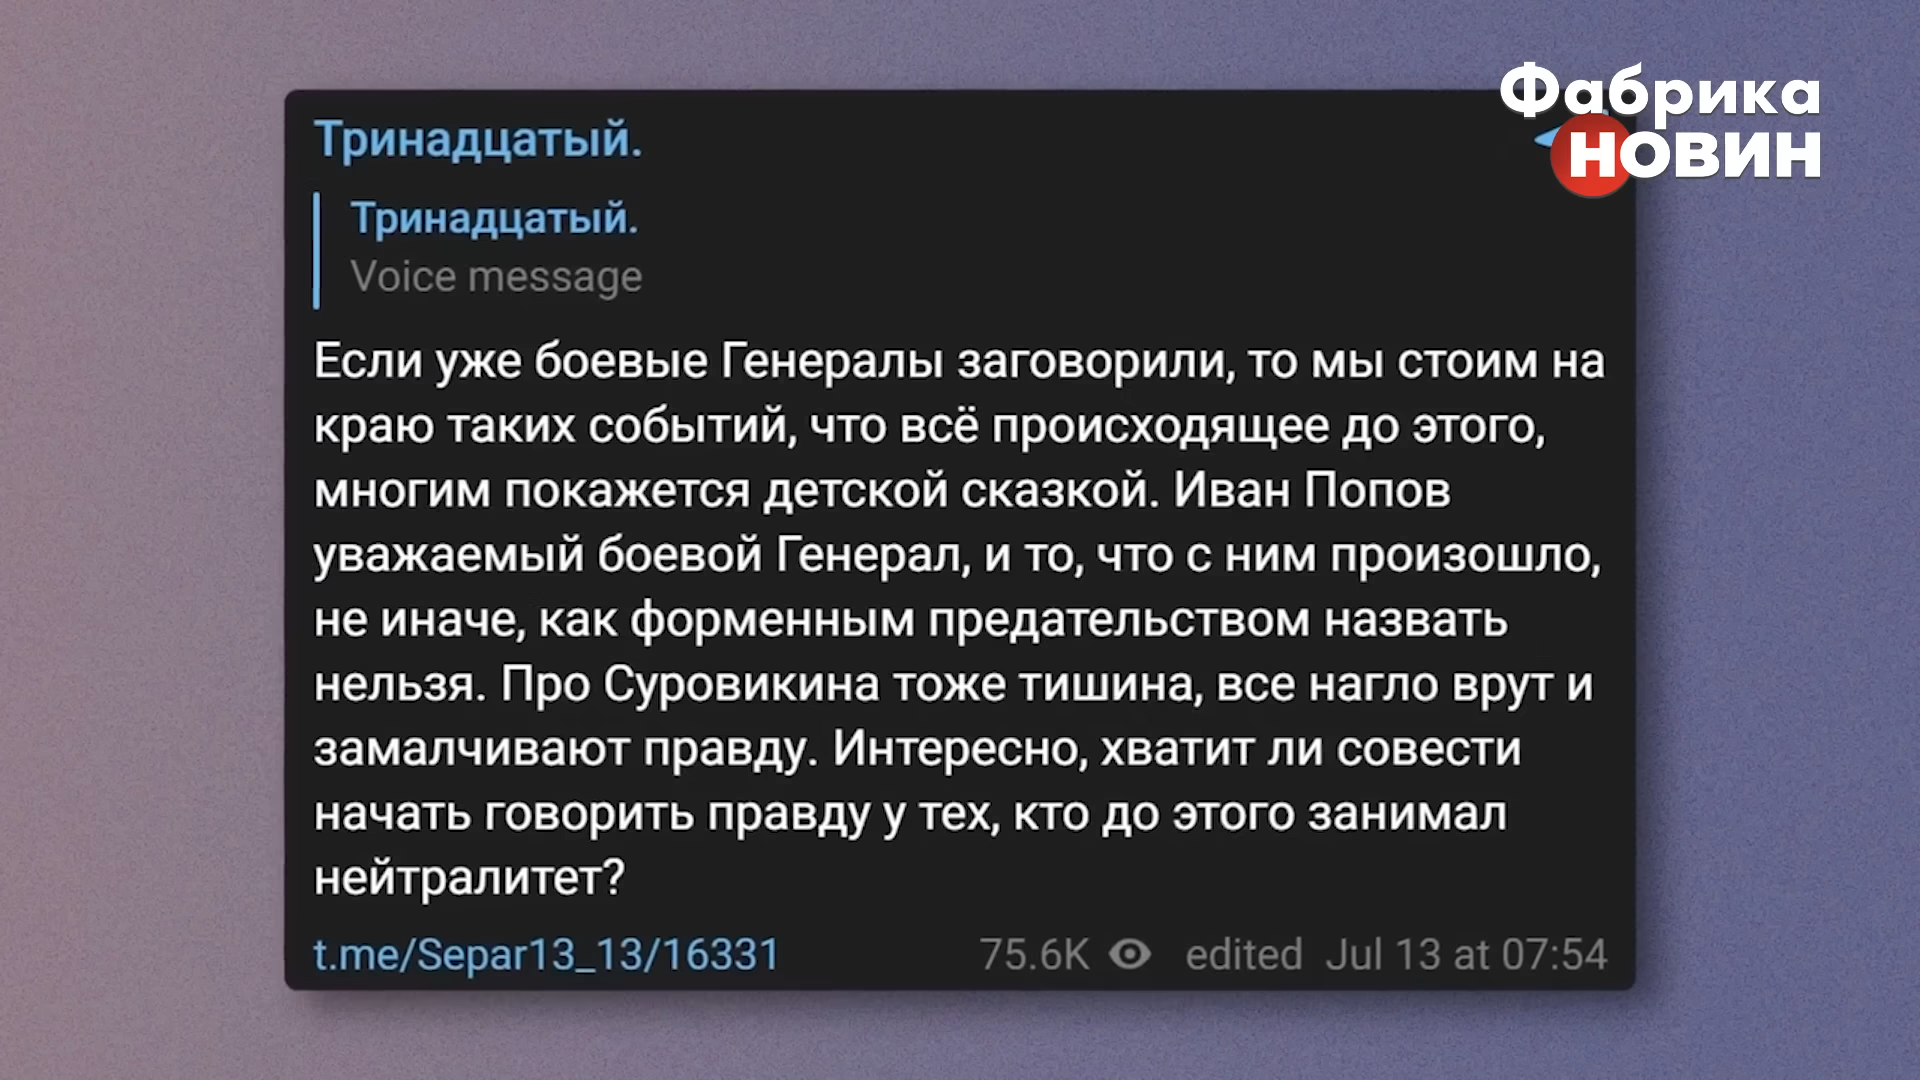 Фабрика
НОВИН
Тринадцатый.
Тринадцатый.
Voice message
Если уже боевые Генералы заговорили, то мы стоим на
краю таких событий, что всё происходящее до этого,
многим покажется детской сказкой. Иван Попов
уважаемый боевой Генерал, и то, что с ним произошло,
не иначе, как форменным предательством назвать
нельзя. Про Суровикина тоже тишина, все нагло врут и
замалчивают правду. Интересно, хватит ли совести
начать говорить правду у тех, кто до этого занимал
нейтралитет?
t.me/Separ13_13/16331 75.6K edited Jul 13 at 07:54